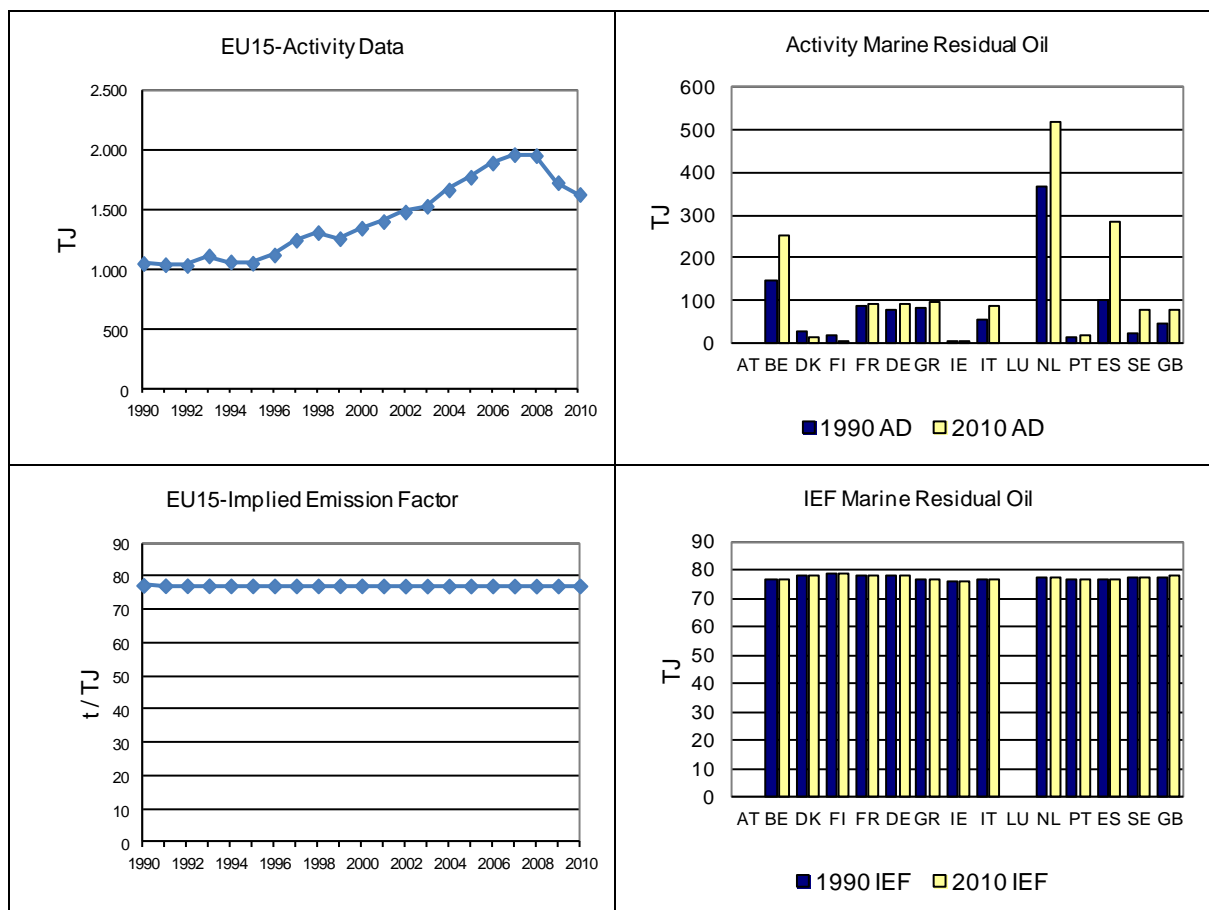 EU15-Activity Data
2.500
2.000
1.500
1.000
500
0
TJ
1990 1992 1994 1996 1998 2000 2002 2004 2006 2008 2010
Activity Marine Residual Oil
600
500
400
300
200
100
0
TJ
AT BE DK FI FR DE GR IE IT LU NL PT ES SE GB
1990 AD 2010 AD
EU15-Implied Emission Factor
90
80
70
60
50
40
30
20
10
0
t / TJ
1990 1992 1994 1996 1998 2000 2002 2004 2006 2008 2010
IEF Marine Residual Oil
90
80
70
60
50
40
30
20
10
0
TJ
AT BE DK FI FR DE GR IE IT LU NL PT ES SE GB
1990 IEF 2010 IEF